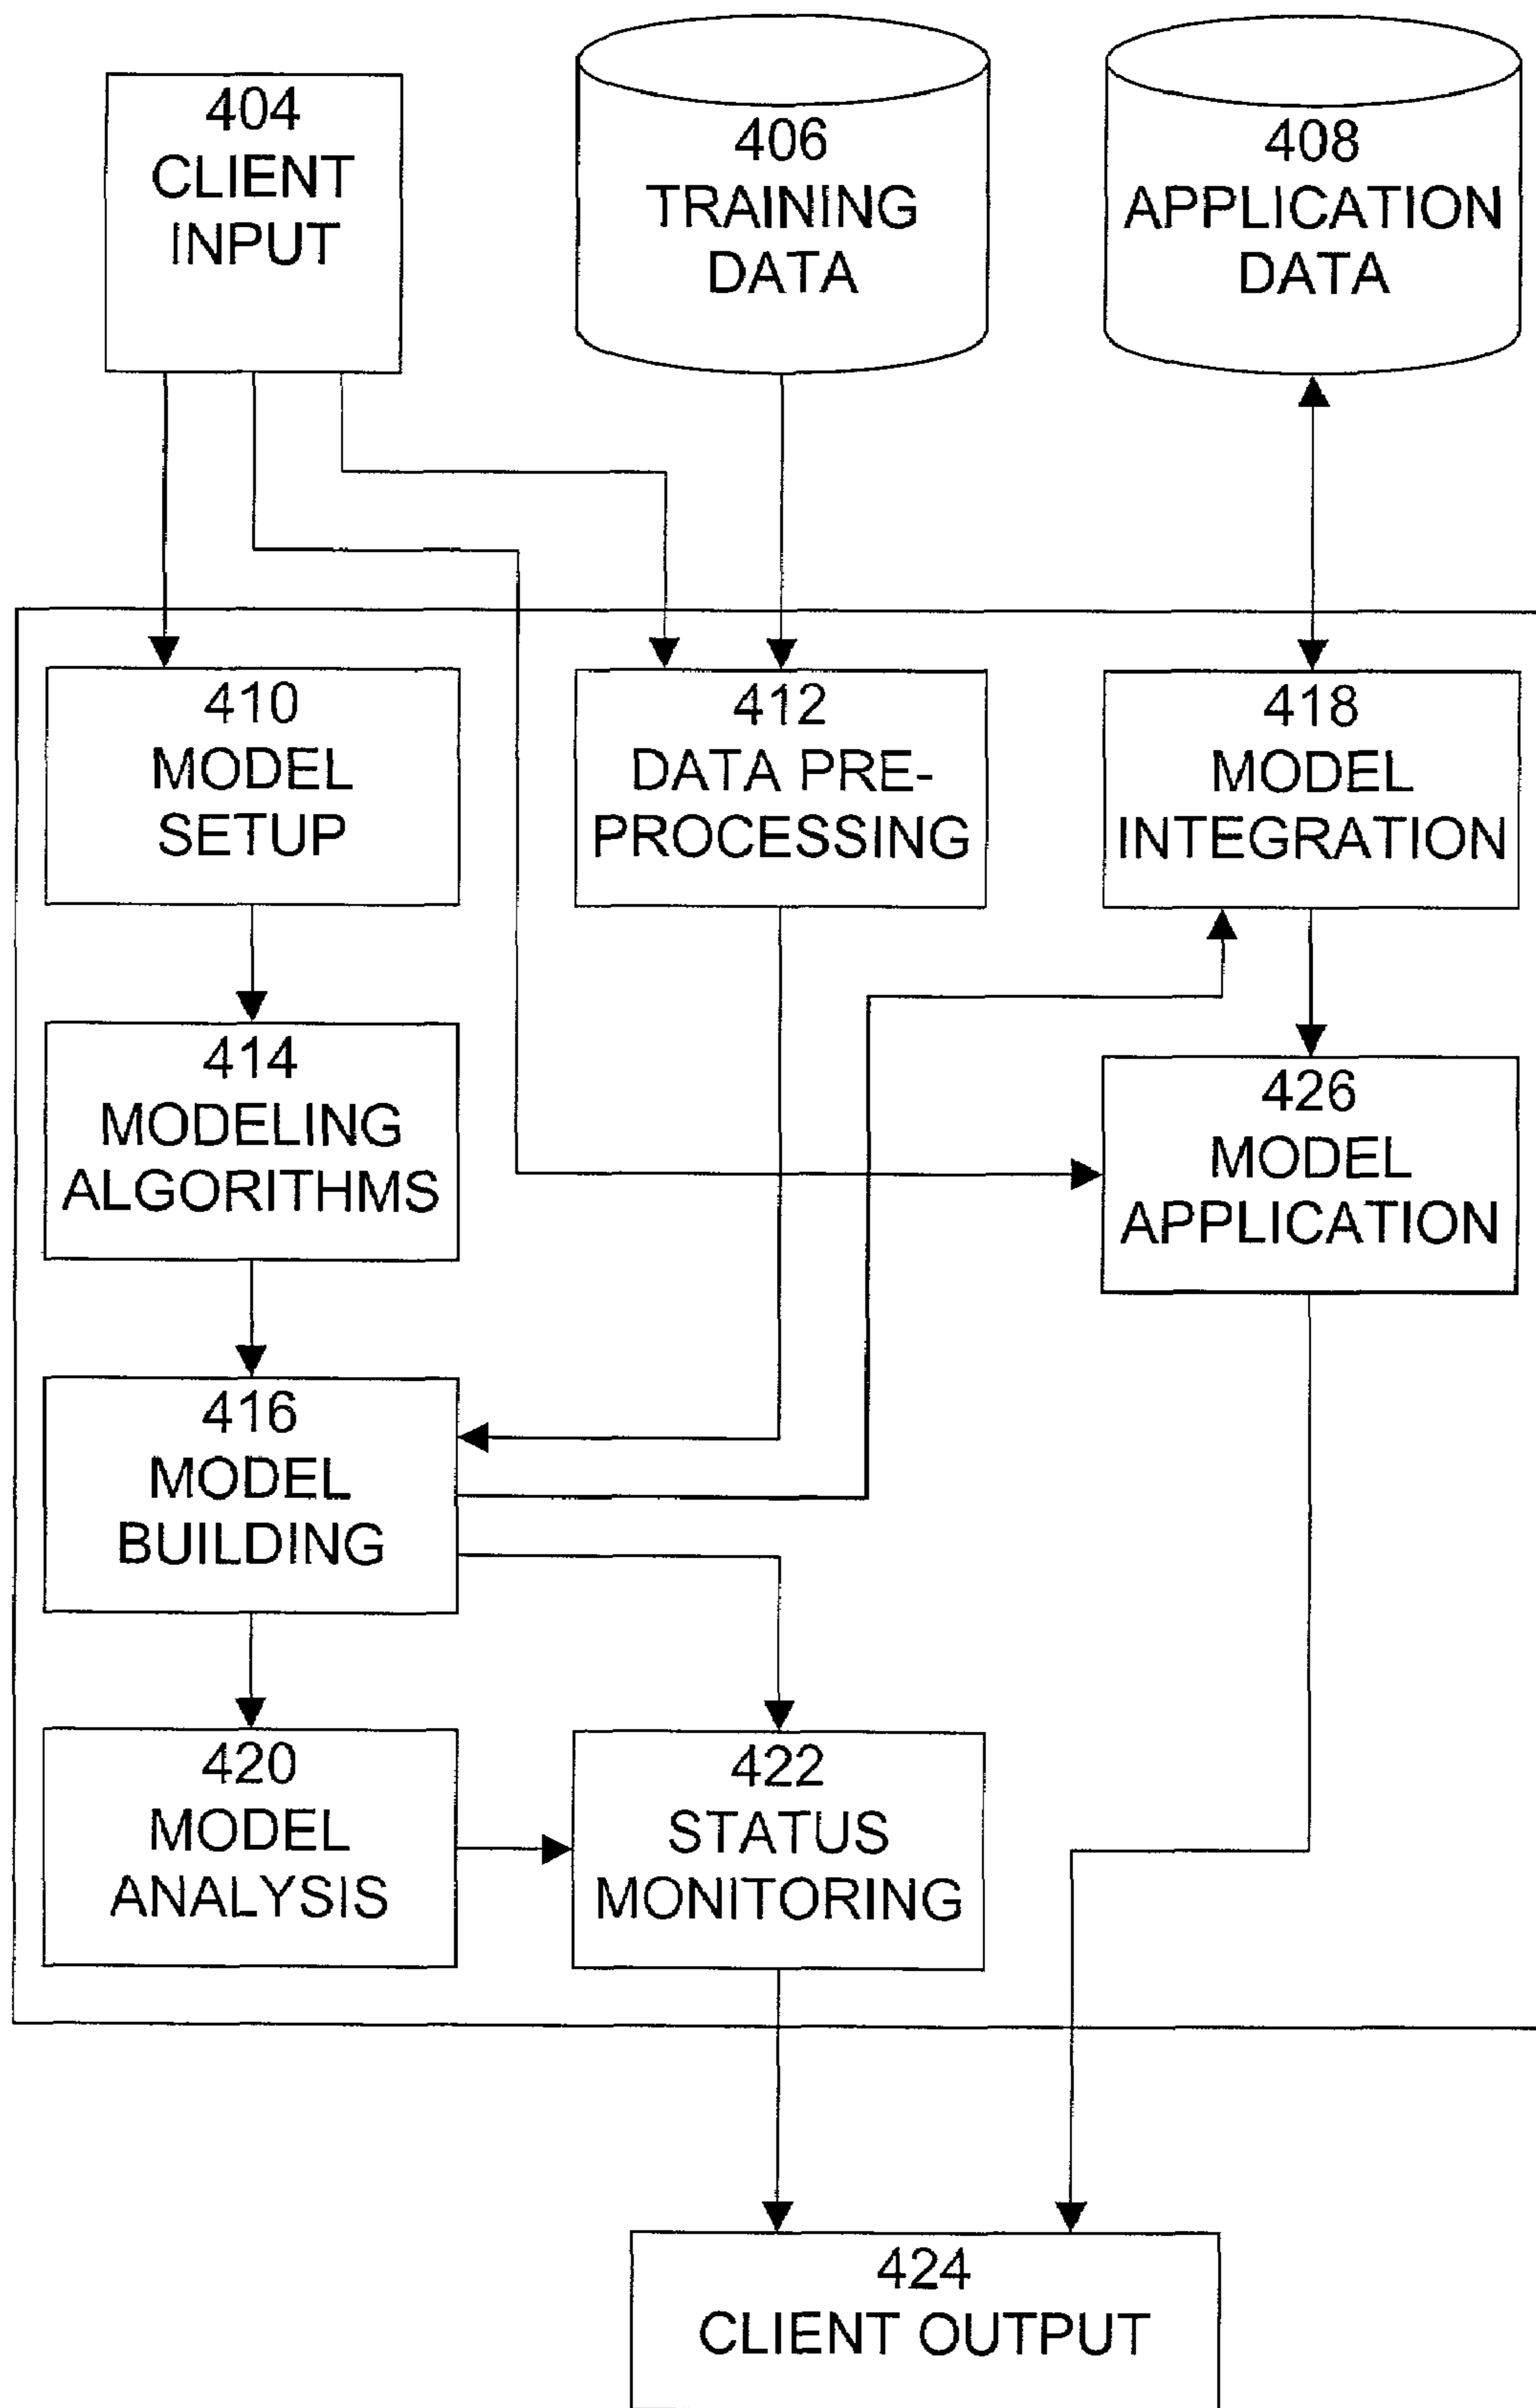 404
CLIENT
INPUT
406
TRAINING
DATA
408
APPLICATION
DATA
410
MODEL
SETUP
412
DATA PRE-
PROCESSING
418
MODEL
INTEGRATION
414
MODELING
ALGORITHMS
426
MODEL
APPLICATION
416
MODEL
BUILDING
420
MODEL
ANALYSIS
422
STATUS
MONITORING
424
CLIENT OUTPUT